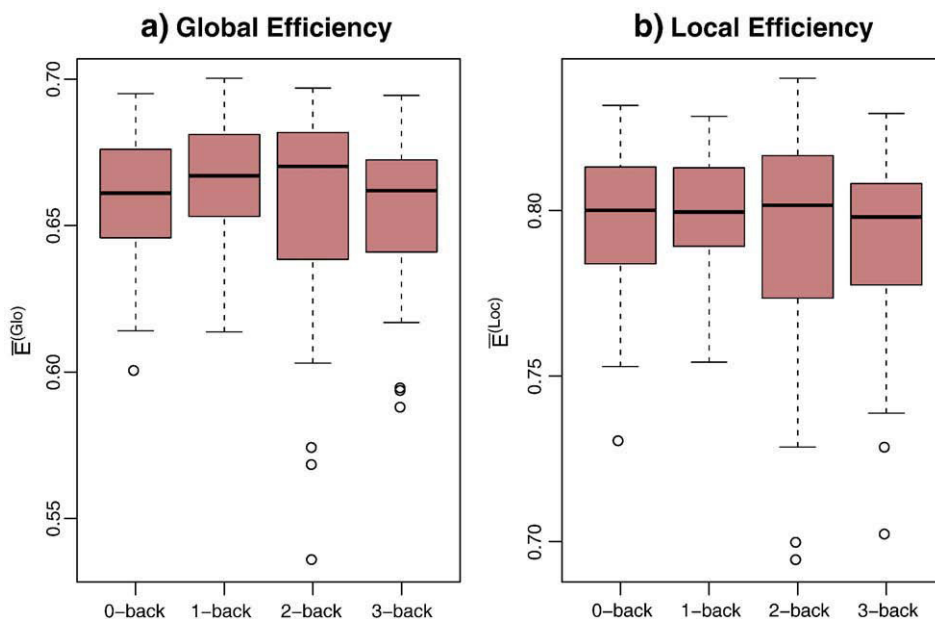 a) Global Efficiency
E̅(Glo)
0.70
0.65
0.60
0.55
0-back 1-back 2-back 3-back
b) Local Efficiency
E̅(Loc)
0.80
0.75
0.70
0-back 1-back 2-back 3-back